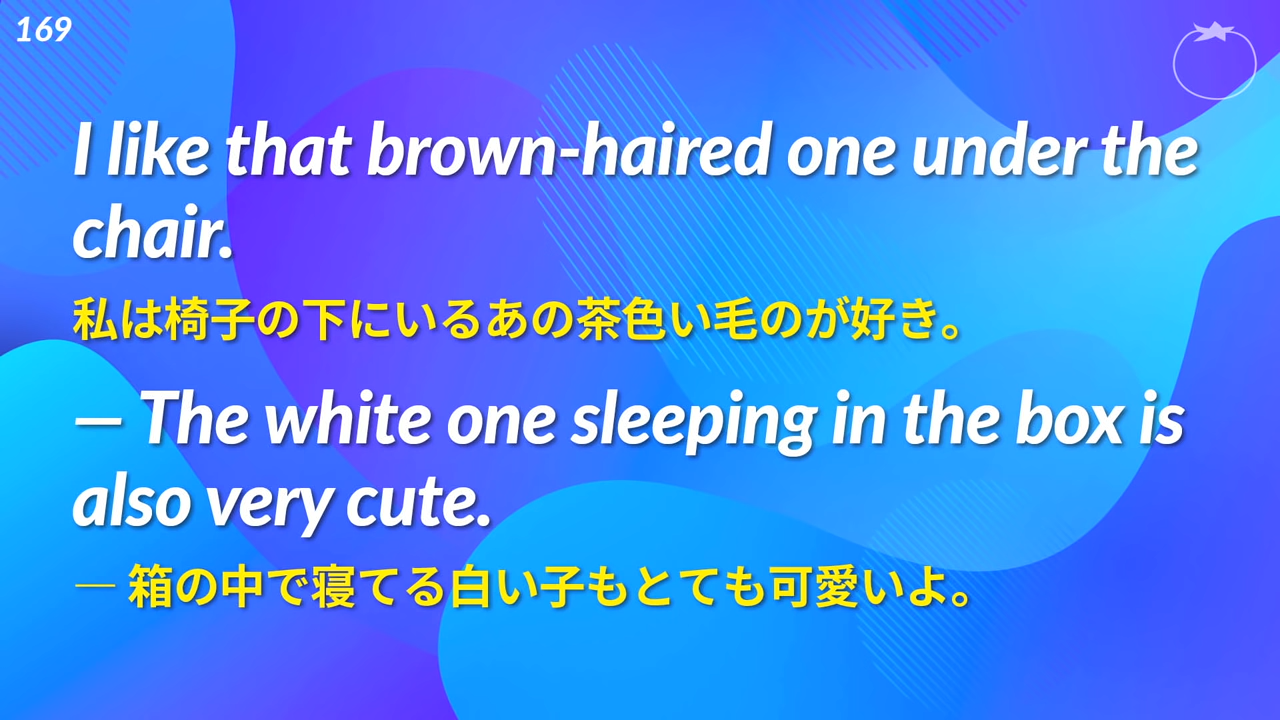 169
I like that brown-haired one under the
chair.
私は椅子の下にいるあの茶色い毛のが好き。
— The white one sleeping in the box is
also very cute.
— 箱の中で寝てる白い子もとても可愛いよ。